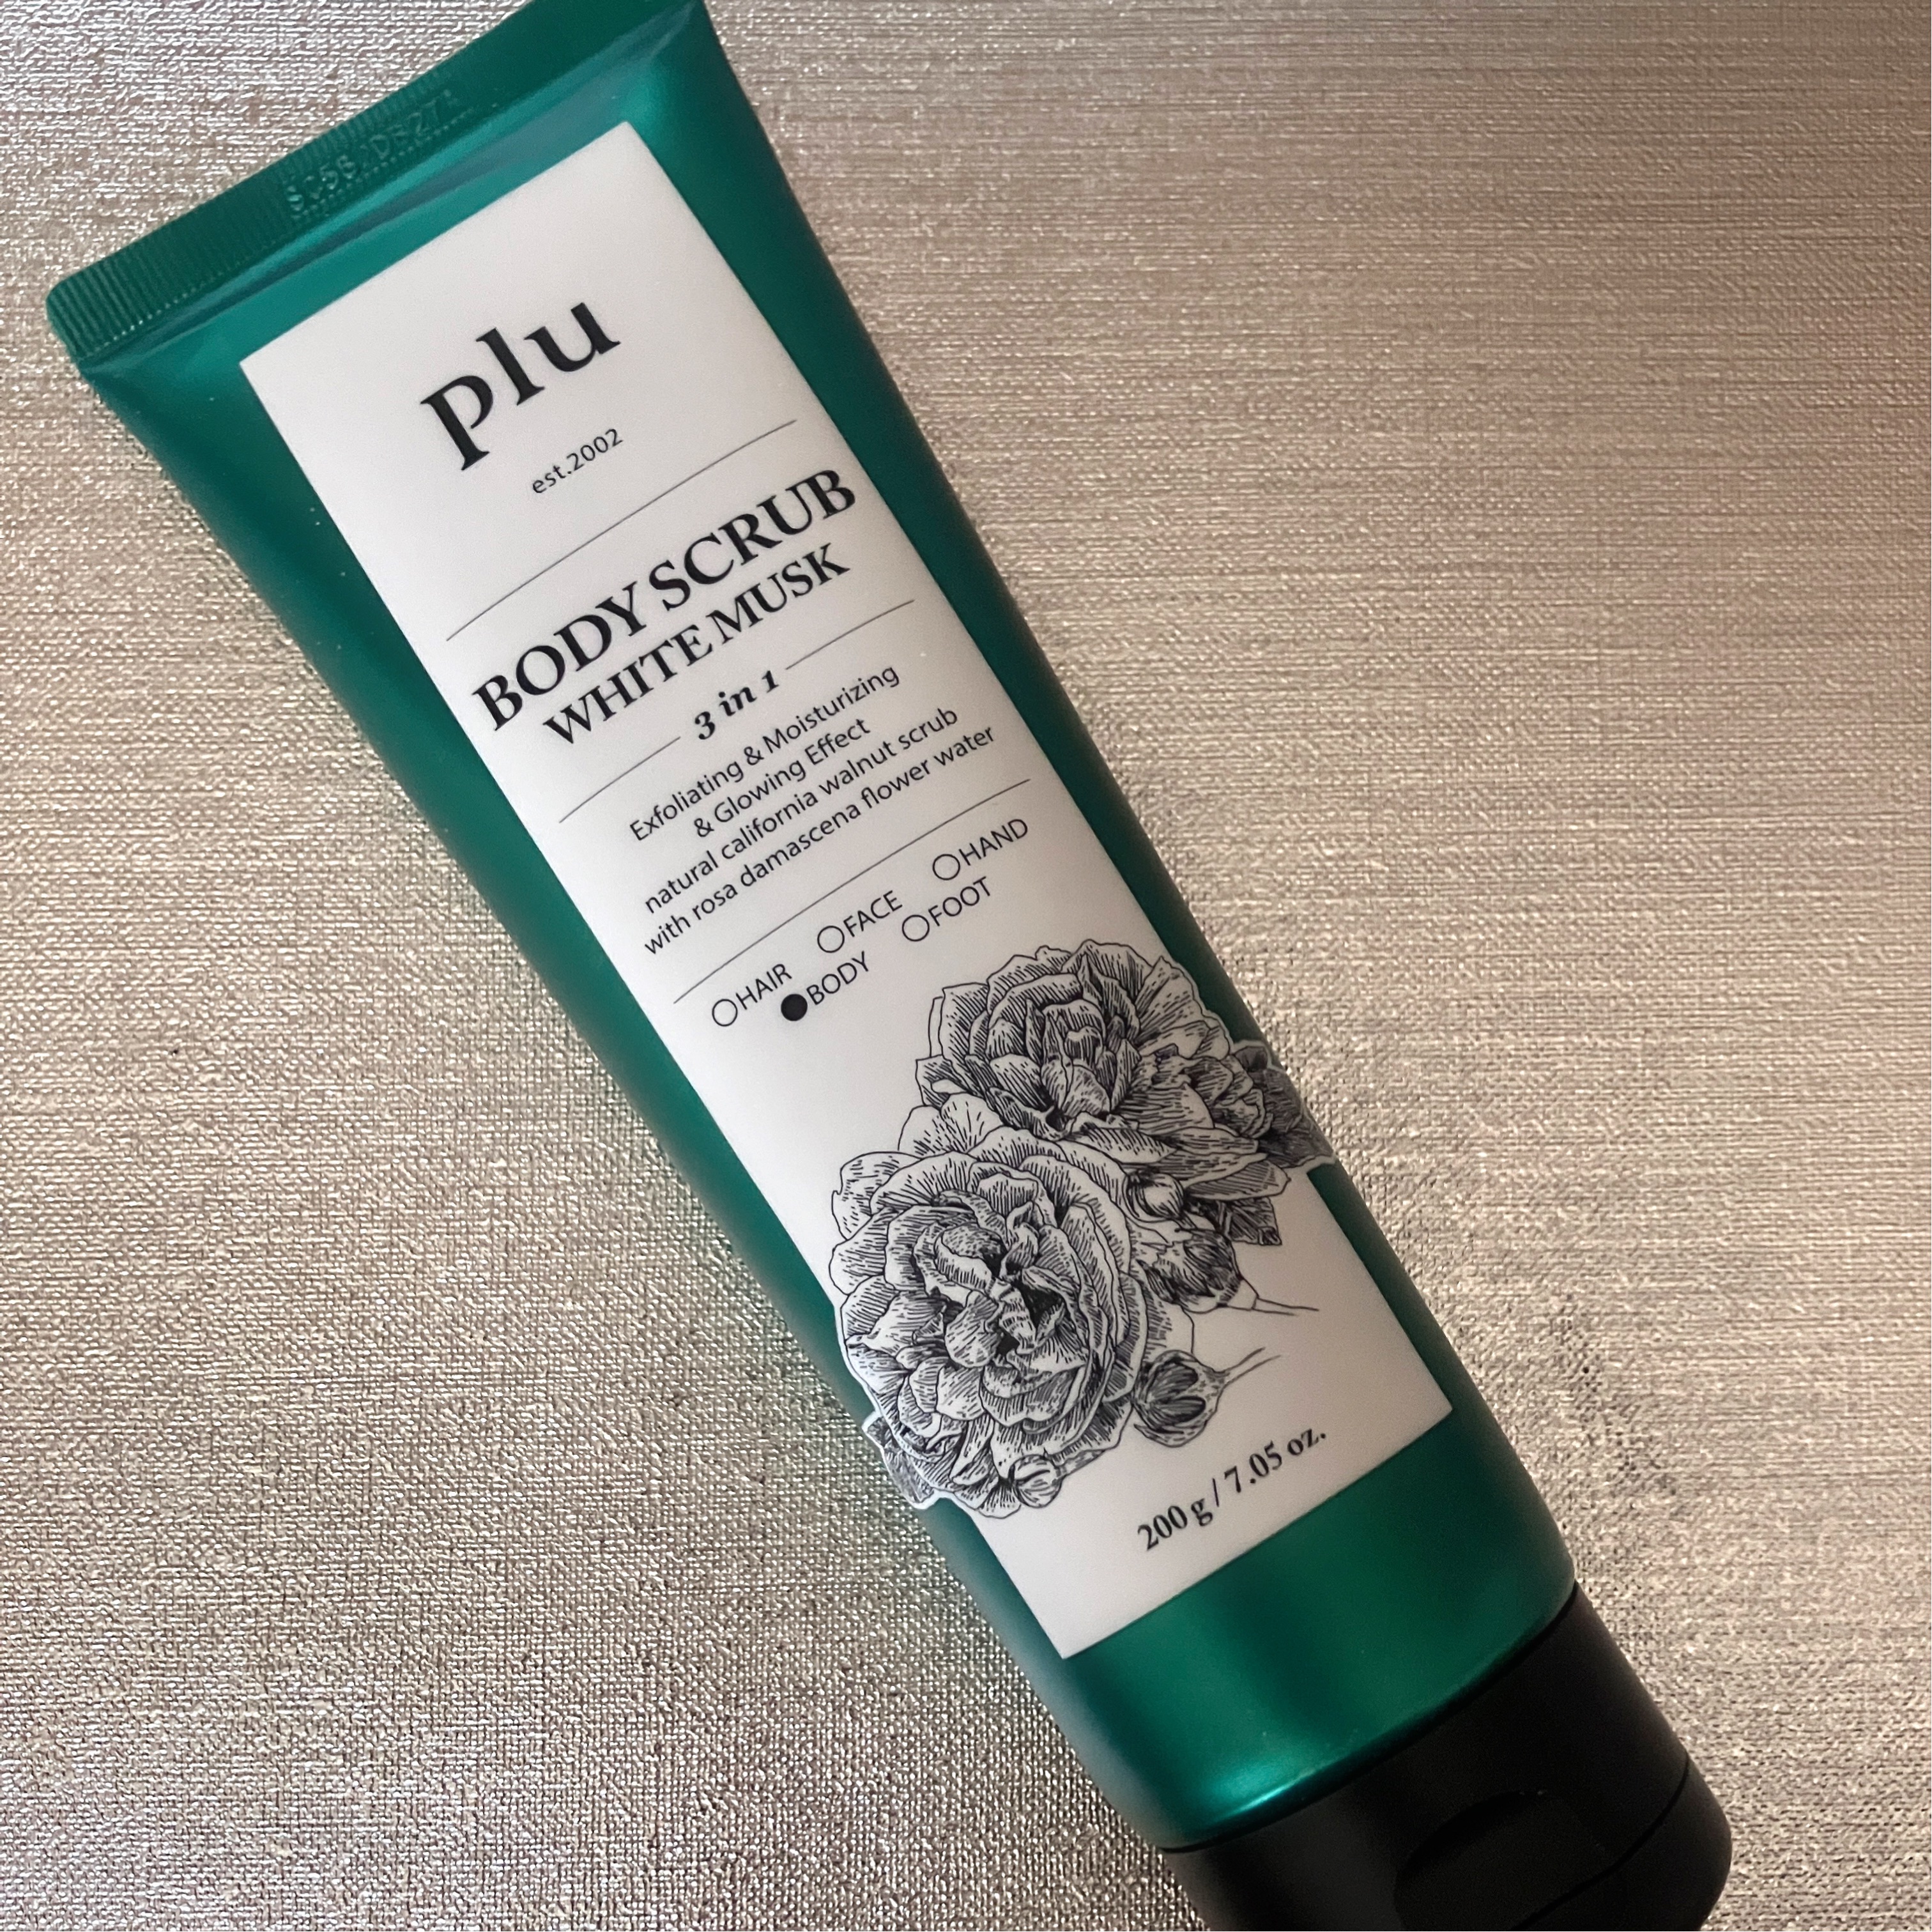 plu
est.2002
BODY SCRUB
WHITE MUSK
3 in 1
Exfoliating & Moisturizing
& Glowing Effect
natural california walnut scrub
with rosa damascena flower water
HAIR FACE HAND
BODY FOOT
200 g / 7.05 oz.